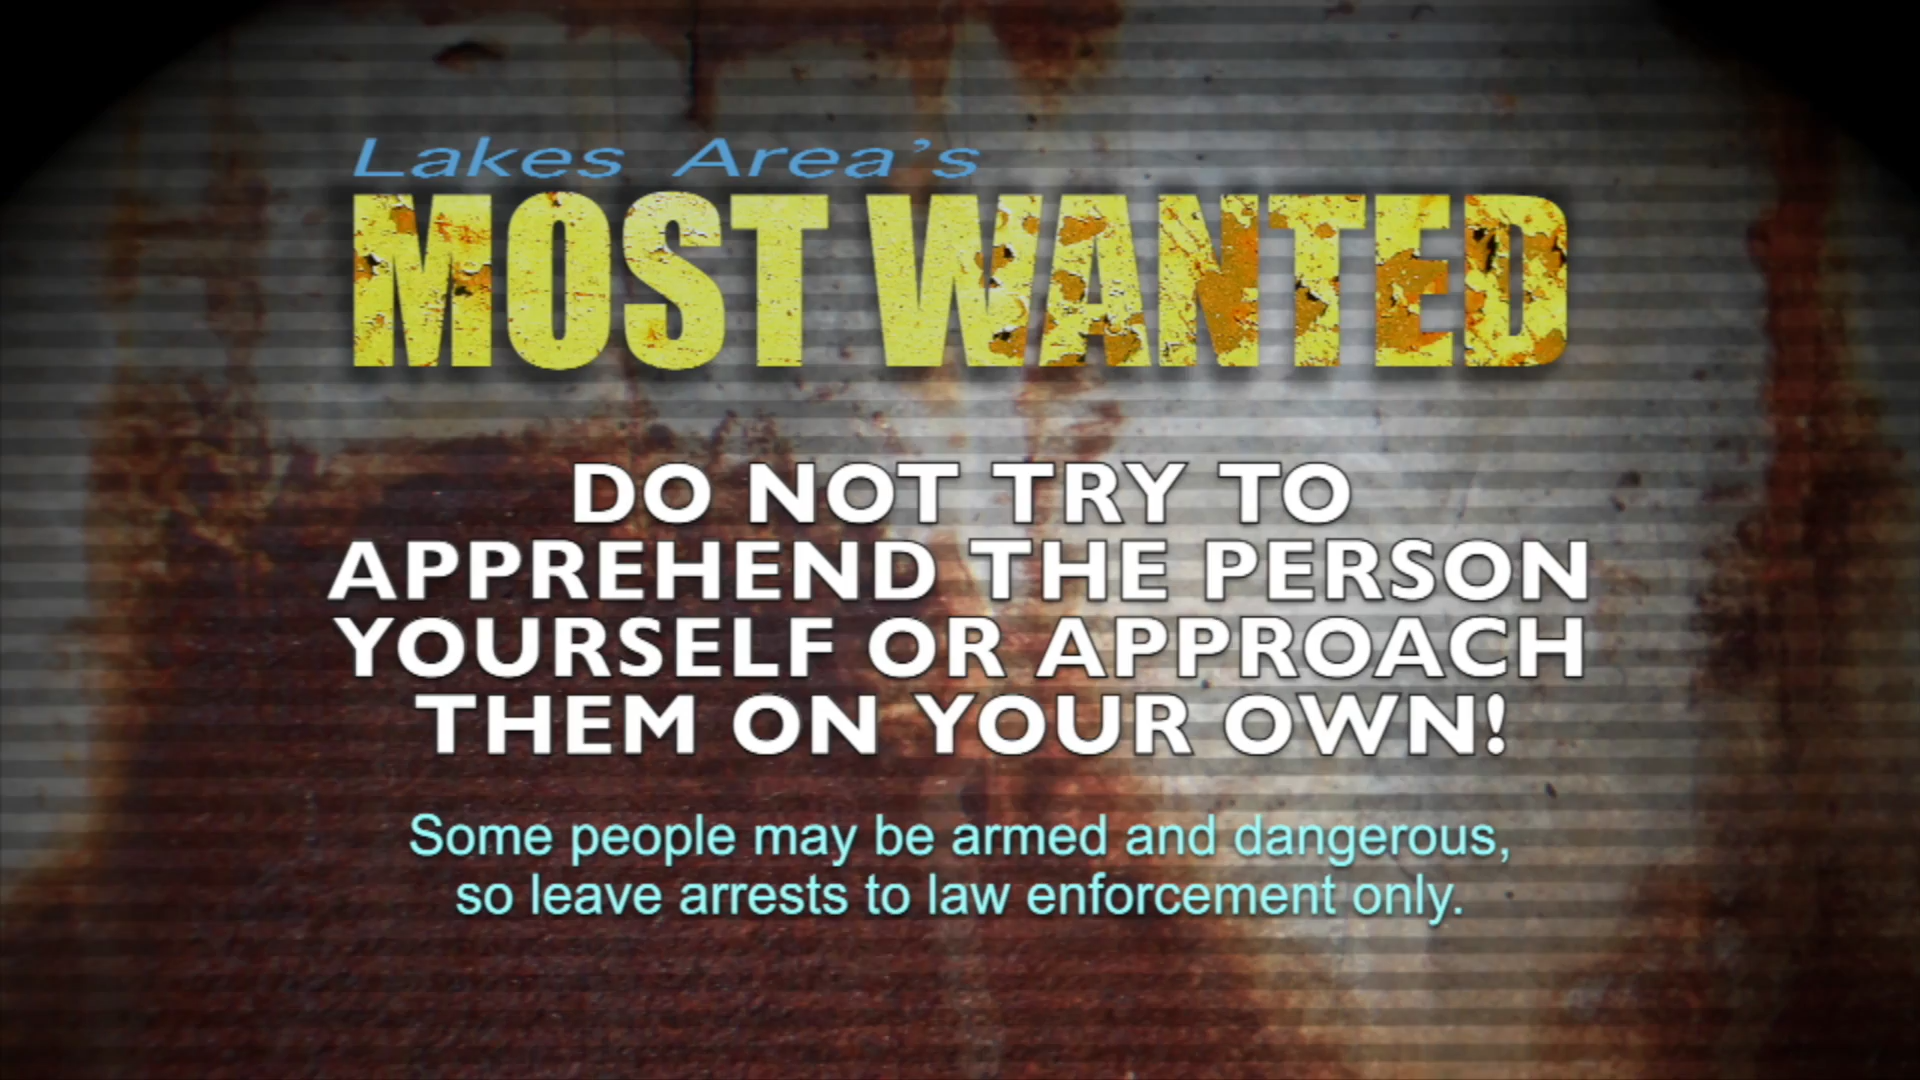 Lakes Area's
MOST WANTED
DO NOT TRY TO
APPREHEND THE PERSON
YOURSELF OR APPROACH
THEM ON YOUR OWN!
Some people may be armed and dangerous,
so leave arrests to law enforcement only.